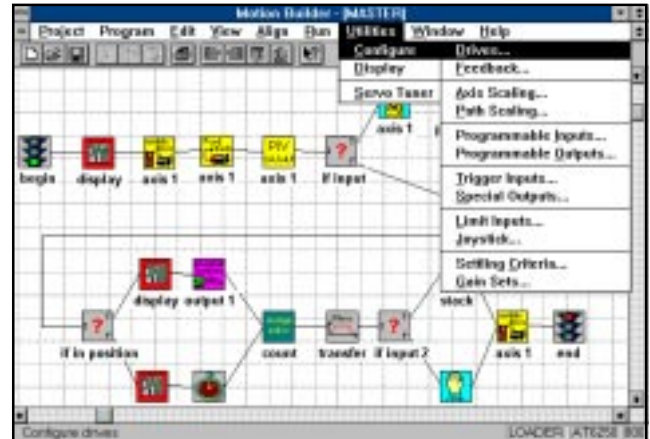 Motion Builder - [MASTER]
Project Program Edit View Align Run Utilities Window Help
Configure
Display
Servo Tuner
Drives...
Feedback...
Axis Scaling...
Path Scaling...
Programmable Inputs...
Programmable Outputs...
Trigger Inputs...
Special Outputs...
Limit Inputs...
Joystick...
Settling Criteria...
Gain Sets...
axis 1
begin display axis 1 axis 1 axis 1 if input
display output 1 stack
if in position count transfer if input 2 axis 1 end
Configure drives LOADER: AT6250